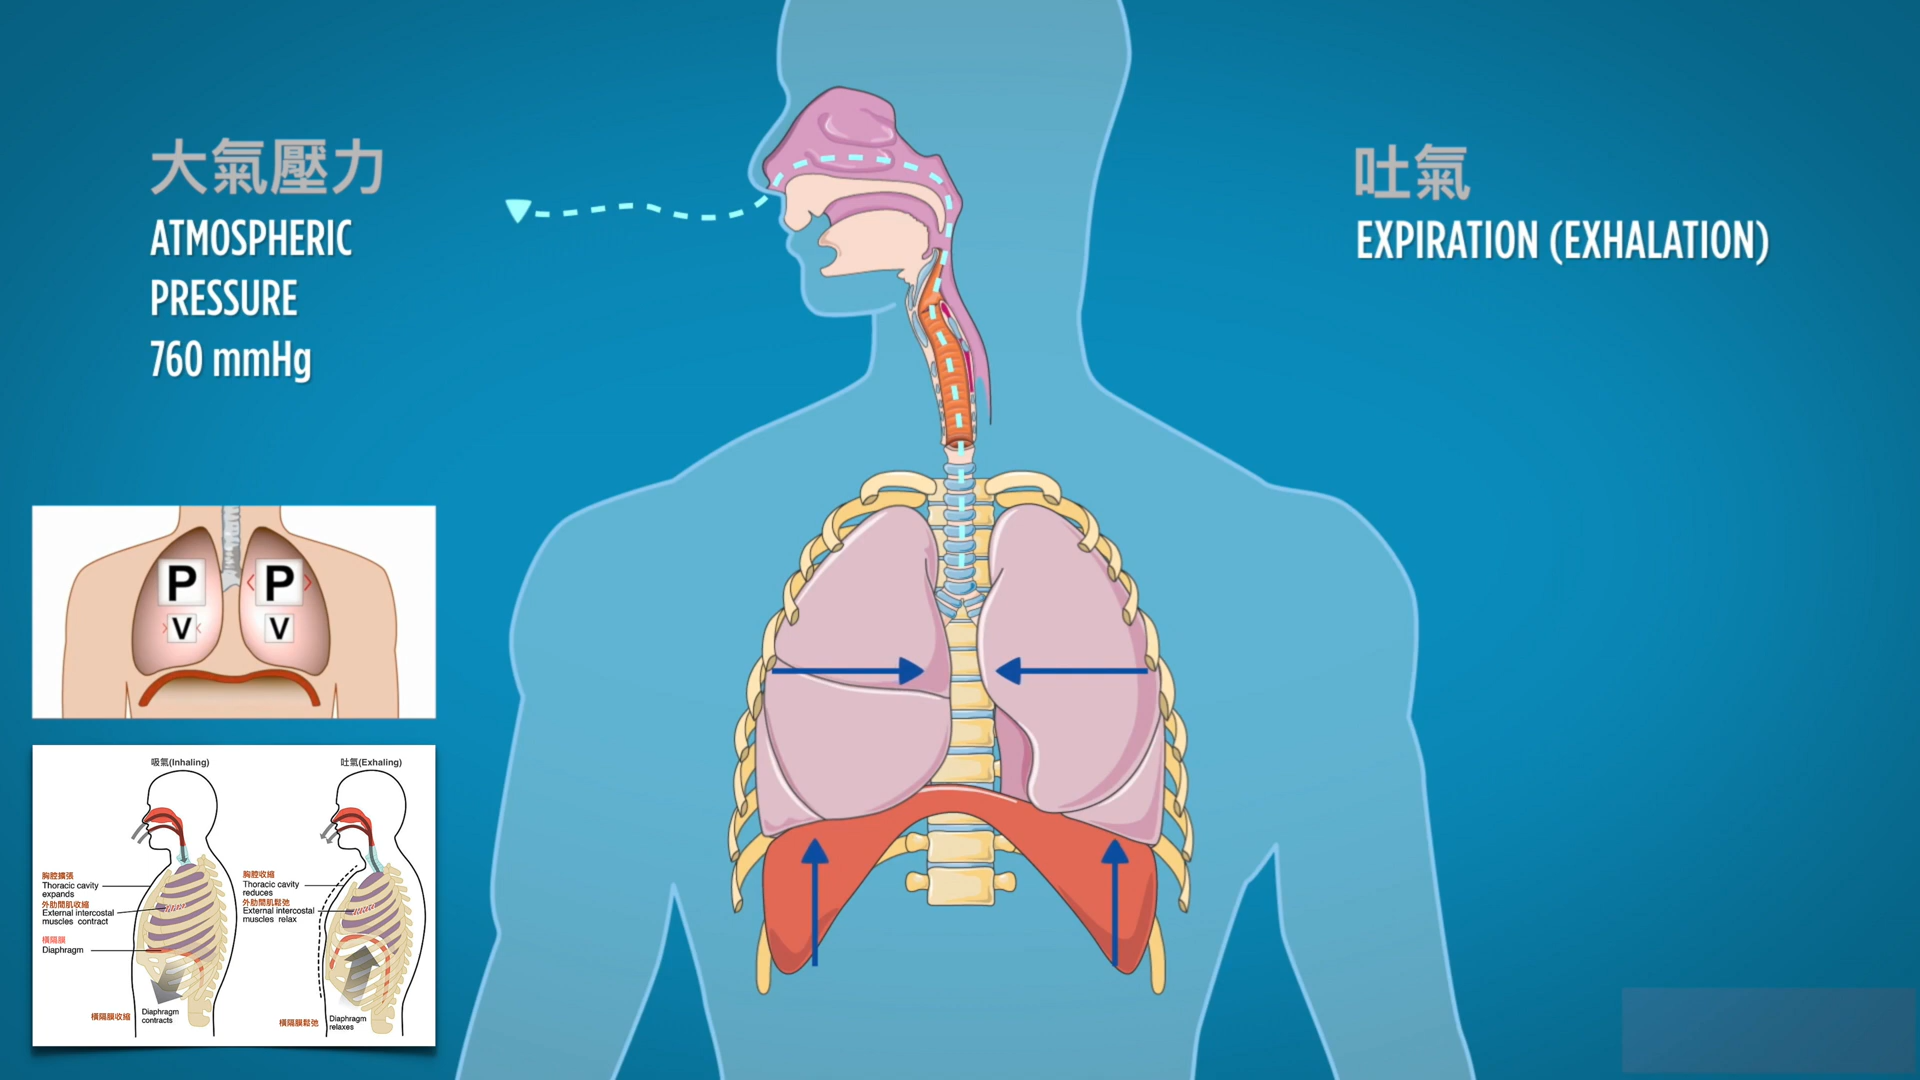 大氣壓力
ATMOSPHERIC
PRESSURE
760 mmHg
吐氣
EXPIRATION (EXHALATION)
P
P
V
V
吸氣(Inhaling)
吐氣(Exhaling)
胸腔擴張
Thoracic cavity
expands
外肋間肌收縮
External intercostal
muscles contract
橫隔膜
Diaphragm
橫隔膜收縮
Diaphragm
contracts
胸腔收縮
Thoracic cavity
reduces
外肋間肌鬆弛
External intercostal
muscles relax
橫隔膜鬆弛
Diaphragm
relaxes